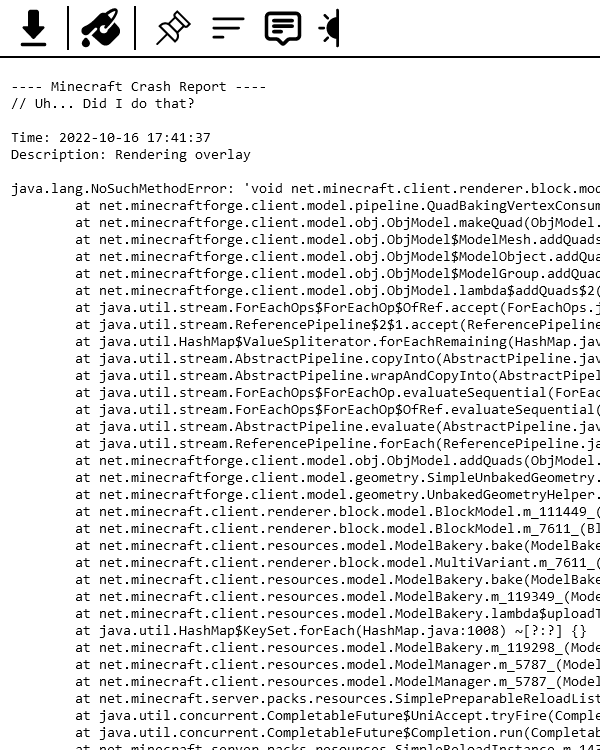 ---- Minecraft Crash Report ----
// Uh... Did I do that?
Time: 2022-10-16 17:41:37
Description: Rendering overlay
java.lang.NoSuchMethodError: 'void net.minecraft.client.renderer.block.mod
at net.minecraftforge.client.model.pipeline.QuadBakingVertexConsum
at net.minecraftforge.client.model.obj.ObjModel.makeQuad(ObjModel.
at net.minecraftforge.client.model.obj.ObjModel$ModelMesh.addQuads
at net.minecraftforge.client.model.obj.ObjModel$ModelObject.addQua
at net.minecraftforge.client.model.obj.ObjModel$ModelGroup.addQuad
at net.minecraftforge.client.model.obj.ObjModel.lambda$addQuads$2(
at java.util.stream.ForEachOps$ForEachOp$OfRef.accept(ForEachOps.j
at java.util.stream.ReferencePipeline$2$1.accept(ReferencePipeline
at java.util.HashMap$ValueSpliterator.forEachRemaining(HashMap.jav
at java.util.stream.AbstractPipeline.copyInto(AbstractPipeline.jav
at java.util.stream.AbstractPipeline.wrapAndCopyInto(AbstractPipel
at java.util.stream.ForEachOps$ForEachOp.evaluateSequential(ForEac
at java.util.stream.ForEachOps$ForEachOp$OfRef.evaluateSequential(
at java.util.stream.AbstractPipeline.evaluate(AbstractPipeline.jav
at java.util.stream.ReferencePipeline.forEach(ReferencePipeline.ja
at net.minecraftforge.client.model.obj.ObjModel.addQuads(ObjModel.
at net.minecraftforge.client.model.geometry.SimpleUnbakedGeometry.
at net.minecraftforge.client.model.geometry.UnbakedGeometryHelper.
at net.minecraft.client.renderer.block.model.BlockModel.m_111449_(
at net.minecraft.client.renderer.block.model.BlockModel.m_7611_(Bl
at net.minecraft.client.resources.model.ModelBakery.bake(ModelBake
at net.minecraft.client.renderer.block.model.MultiVariant.m_7611_(
at net.minecraft.client.resources.model.ModelBakery.bake(ModelBake
at net.minecraft.client.resources.model.ModelBakery.m_119349_(Mode
at net.minecraft.client.resources.model.ModelBakery.lambda$uploadT
at java.util.HashMap$KeySet.forEach(HashMap.java:1008) ~[?:?] {}
at net.minecraft.client.resources.model.ModelBakery.m_119298_(Mode
at net.minecraft.client.resources.model.ModelManager.m_5787_(Model
at net.minecraft.client.resources.model.ModelManager.m_5787_(Model
at net.minecraft.server.packs.resources.SimplePreparableReloadList
at java.util.concurrent.CompletableFuture$UniAccept.tryFire(Comple
at java.util.concurrent.CompletableFuture$Completion.run(Completab